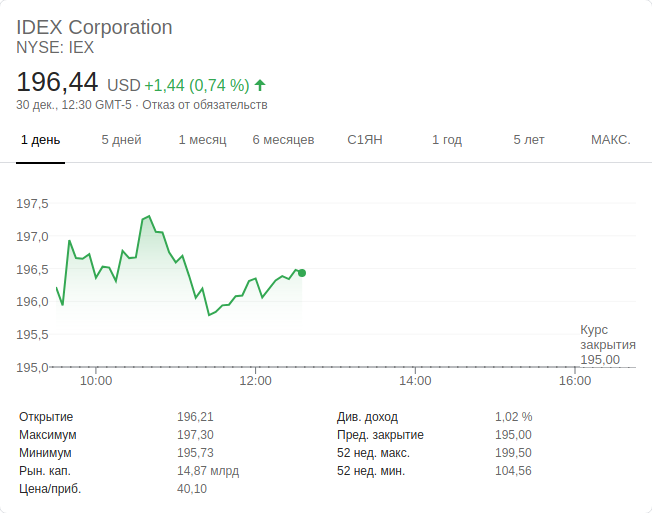 IDEX Corporation
NYSE: IEX
196,44 USD +1,44 (0,74 %)
30 дек., 12:30 GMT-5 · Отказ от обязательств
1 день 5 дней 1 месяц 6 месяцев С1ЯН 1 год 5 лет МАКС.
197,5
197,0
196,5
196,0
195,5
195,0
Курс
закрытия
195,00
10:00 12:00 14:00 16:00
Открытие 196,21 Див. доход 1,02 %
Максимум 197,30 Пред. закрытие 195,00
Минимум 195,73 52 нед. макс. 199,50
Рын. кап. 14,87 млрд 52 нед. мин. 104,56
Цена/приб. 40,10